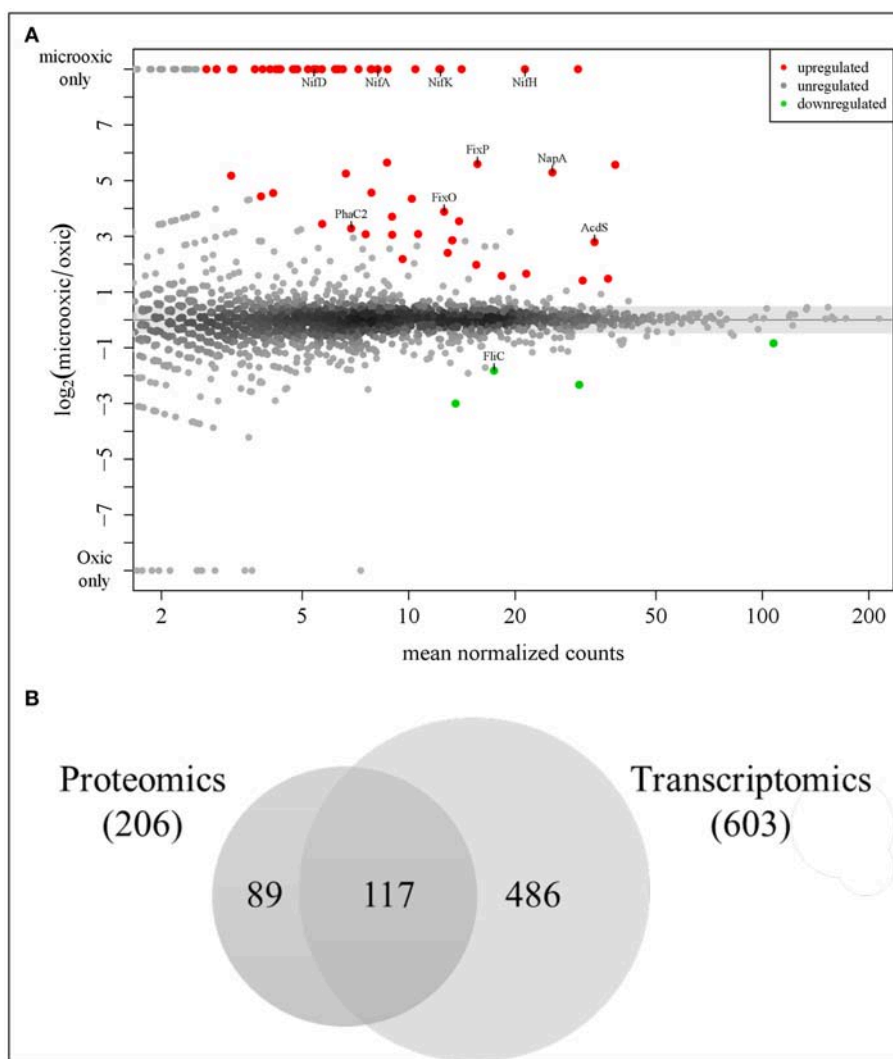 A
microoxic
only
7
5
3
1
−1
−3
−5
−7
Oxic
only
log2(microoxic/oxic)
upregulated
unregulated
downregulated
NifD
NifA
NifK
NifH
FixP
NapA
FixO
PhaC2
AcdS
FliC
2
5
10
20
50
100
200
mean normalized counts
B
Proteomics
(206)
Transcriptomics
(603)
89
117
486